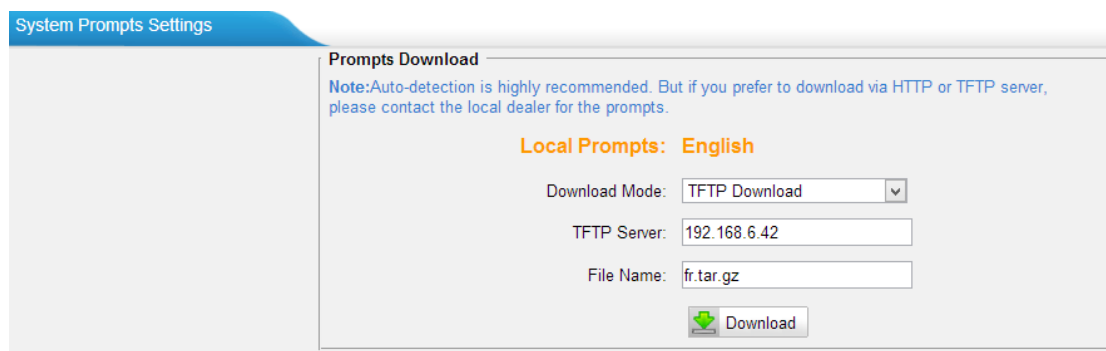 System Prompts Settings
Prompts Download
Note:Auto-detection is highly recommended. But if you prefer to download via HTTP or TFTP server,
please contact the local dealer for the prompts.
Local Prompts: English
Download Mode: TFTP Download
TFTP Server: 192.168.6.42
File Name: fr.tar.gz
Download